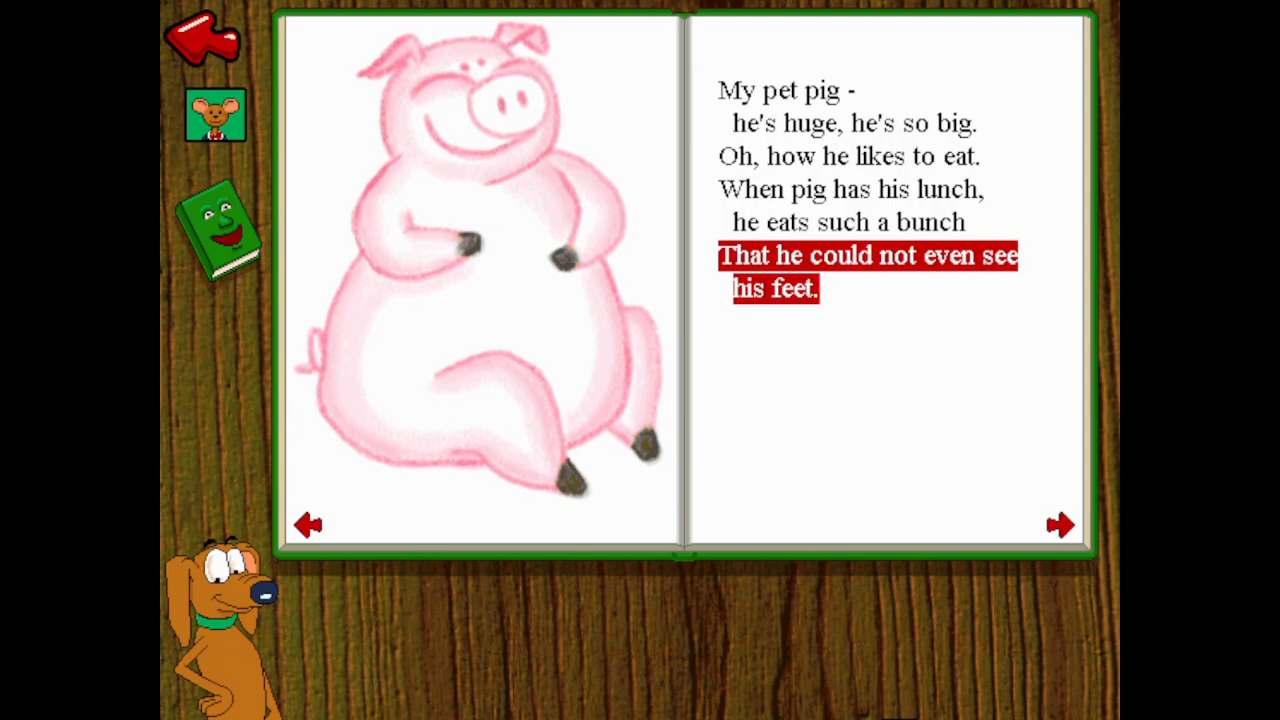 My pet pig -
he's huge, he's so big.
Oh, how he likes to eat.
When pig has his lunch,
he eats such a bunch
That he could not even see
his feet.